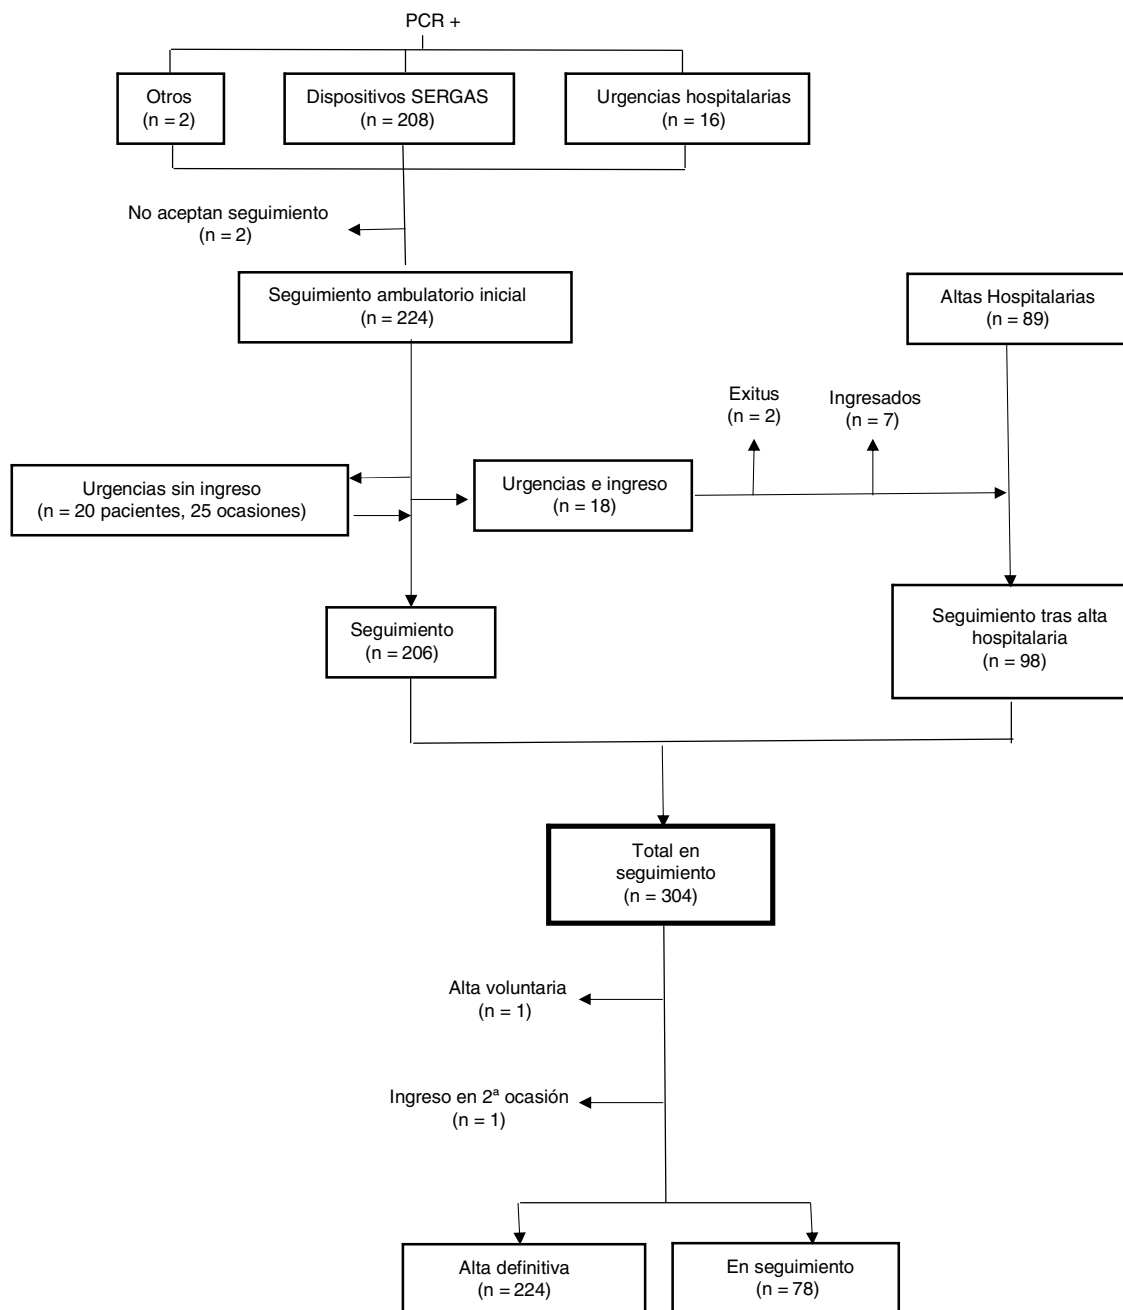 PCR +
Otros
(n = 2)
Dispositivos SERGAS
(n = 208)
Urgencias hospitalarias
(n = 16)
No aceptan seguimiento
(n = 2)
Seguimiento ambulatorio inicial
(n = 224)
Altas Hospitalarias
(n = 89)
Exitus
(n = 2)
Ingresados
(n = 7)
Urgencias sin ingreso
(n = 20 pacientes, 25 ocasiones)
Urgencias e ingreso
(n = 18)
Seguimiento
(n = 206)
Seguimiento tras alta
hospitalaria
(n = 98)
Total en
seguimiento
(n = 304)
Alta voluntaria
(n = 1)
Ingreso en 2ª ocasión
(n = 1)
Alta definitiva
(n = 224)
En seguimiento
(n = 78)